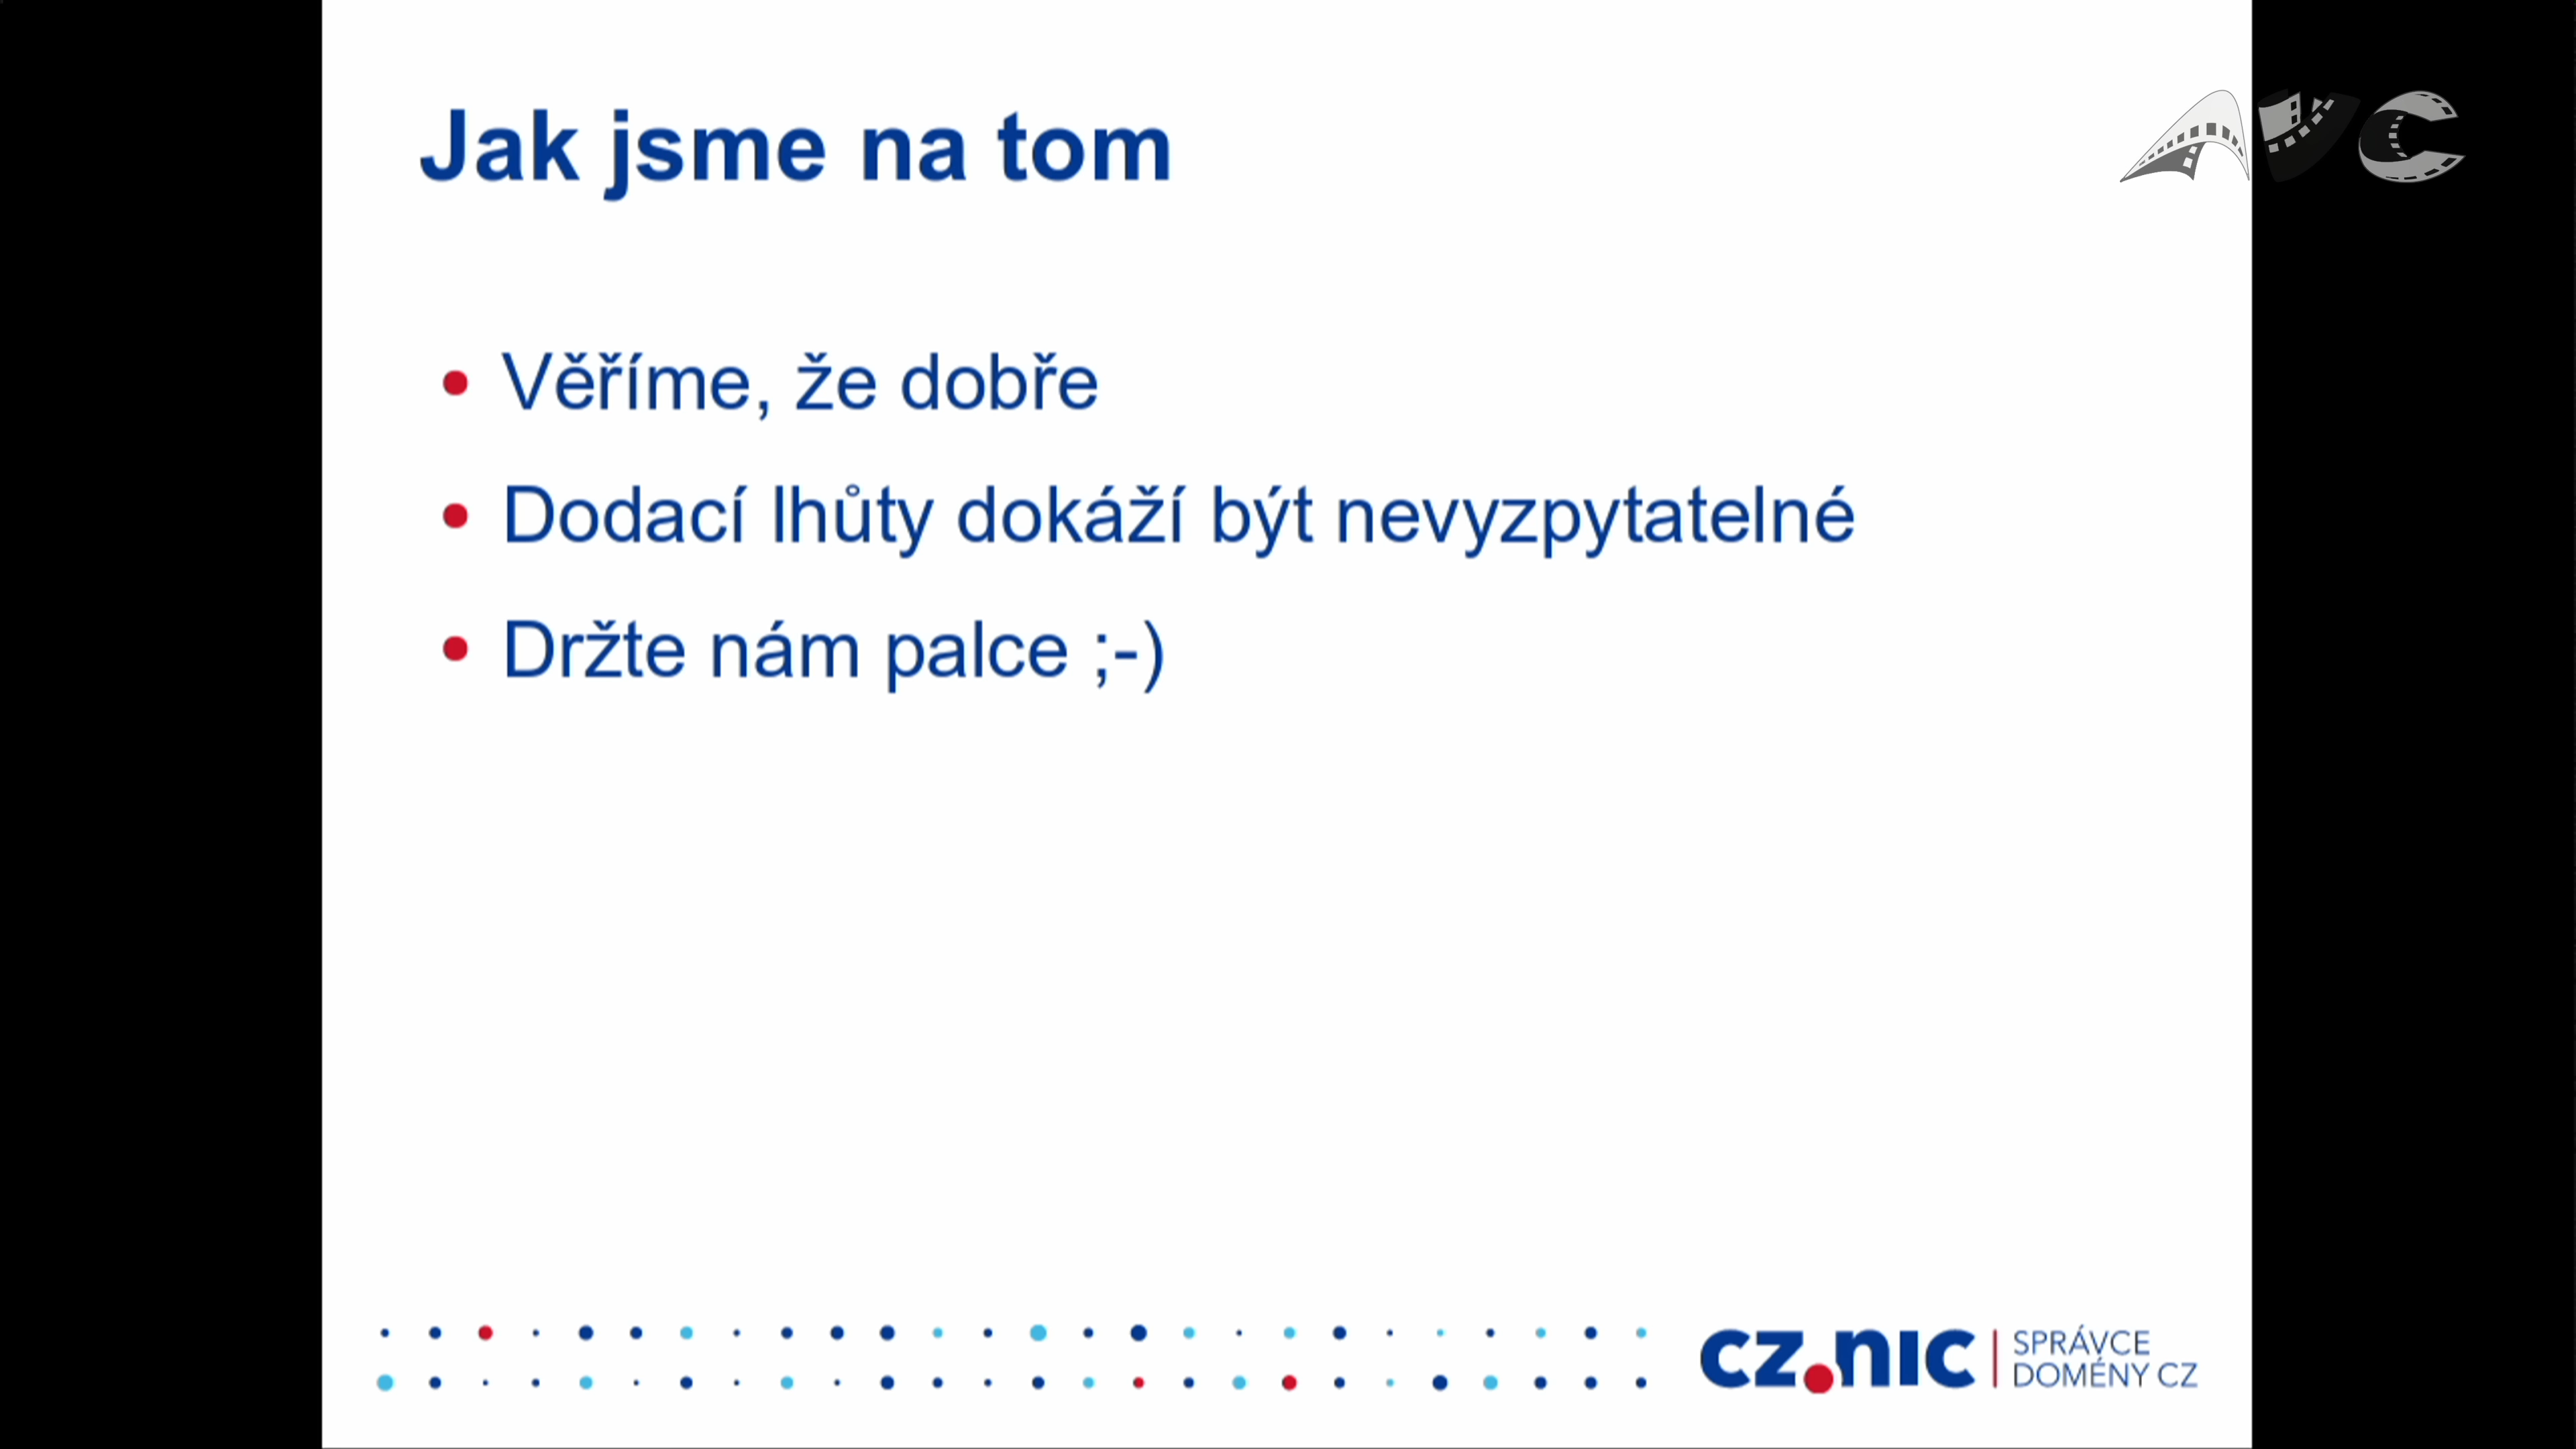 Jak jsme na tom
AVC
• Věříme, že dobře
• Dodací lhůty dokáží být nevyzpytatelné
• Držte nám palce ;-)
cz.nic | SPRÁVCE
DOMÉNY CZ